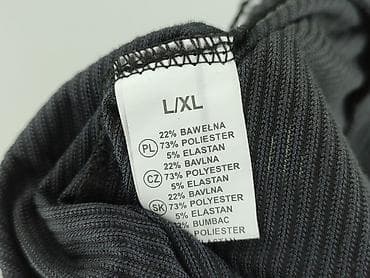 L/XL
22% BAWEŁNA
PL 73% POLIESTER
5% ELASTAN
22% BAVLNA
CZ 73% POLYESTER
5% ELASTAN
22% BAVLNA
SK 73% POLYESTER
5% ELASTAN
22% BUMBAC
POLIESTER